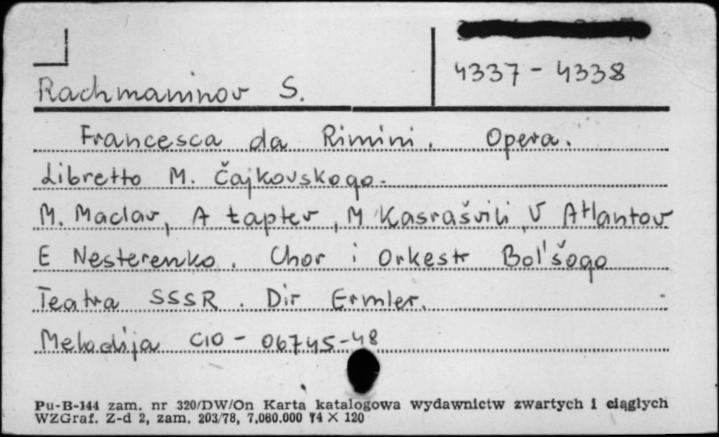 4337 - 4338
Rachmaninov S.
Francesca da Rimini. Opera.
Libretto M. Čajkovskogo.
M. Maclav, A Łaptev, M Kasrašvili, V Atlantov
E Nesterenko. Chor i Orkestr Bol'šogo
Teatra SSSR. Dir Ermler.
Melodija C10 - 06745-48
Pu-B-144 zam. nr 320/DW/On Karta katalogowa wydawnictw zwartych i ciągłych
WZGraf. Z-d 2, zam. 203/78, 7,060.000 74 X 120